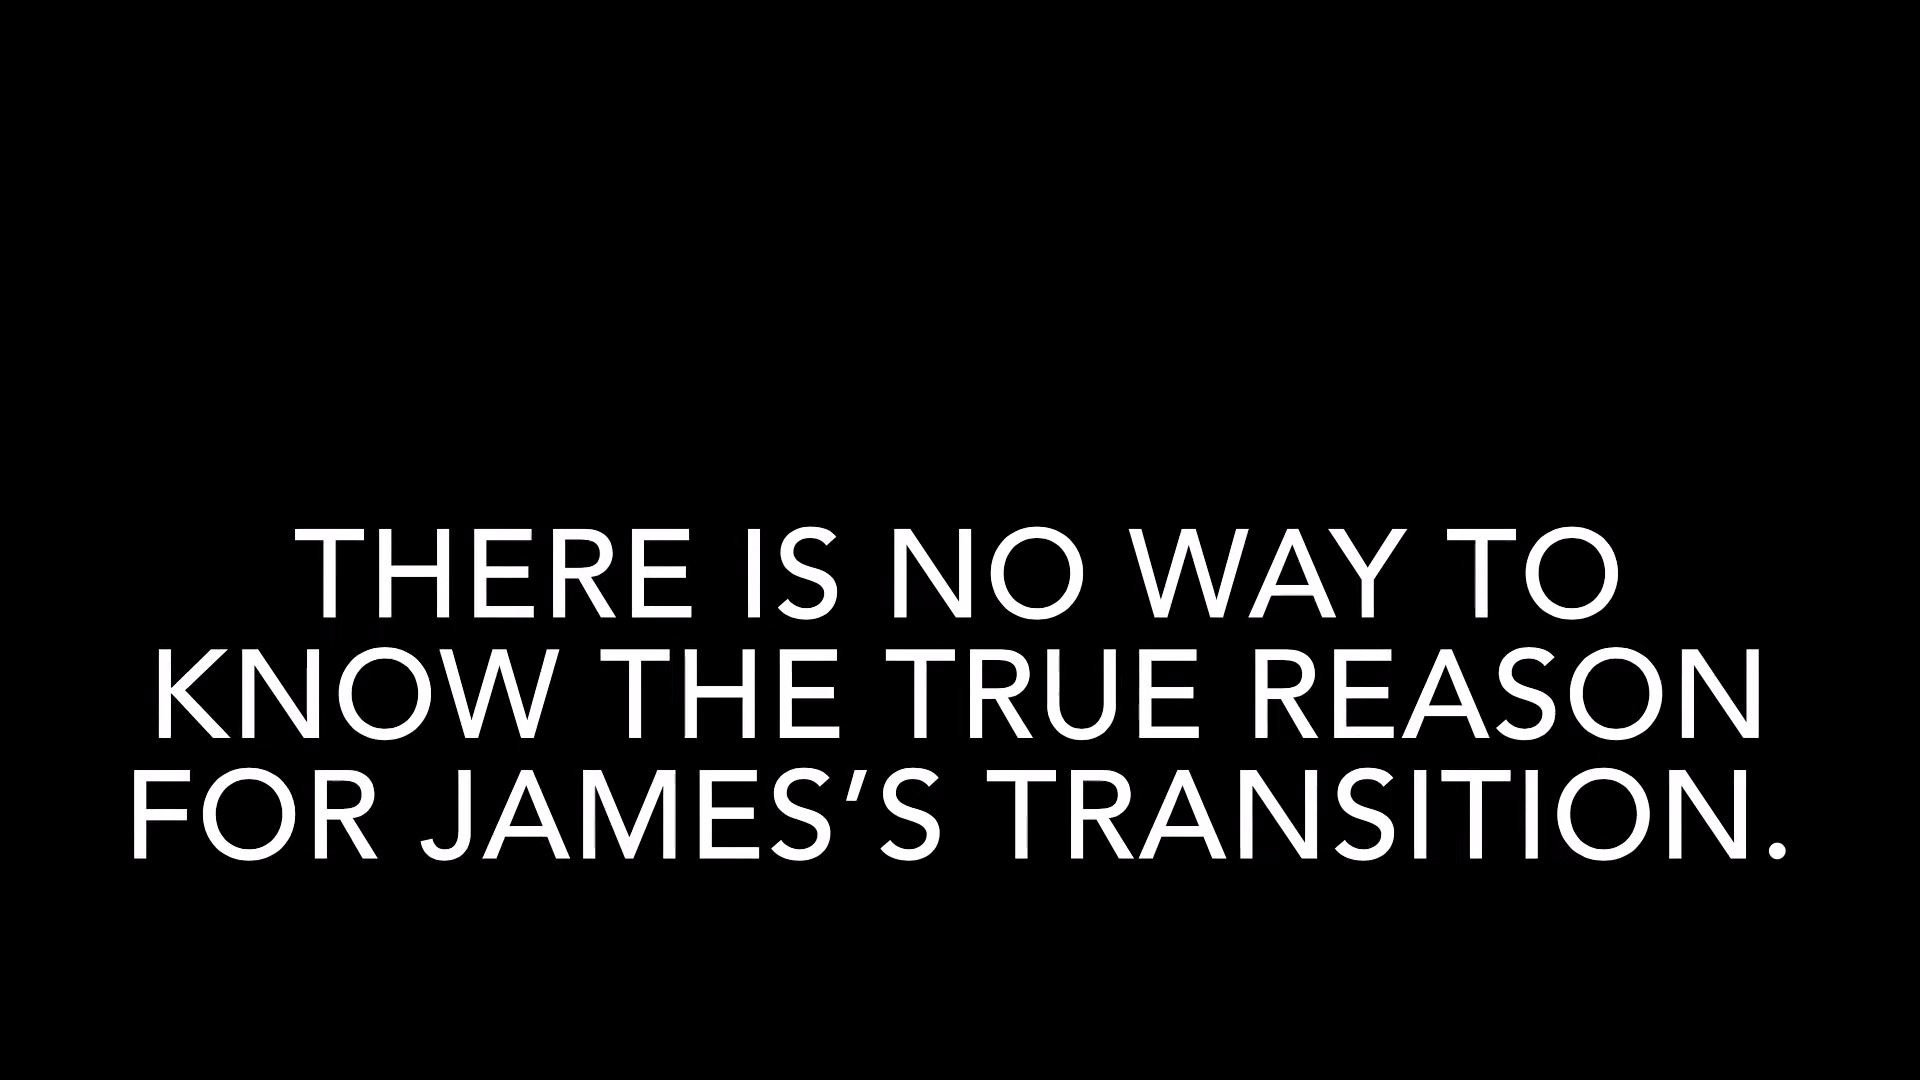 THERE IS NO WAY TO
KNOW THE TRUE REASON
FOR JAMES’S TRANSITION.